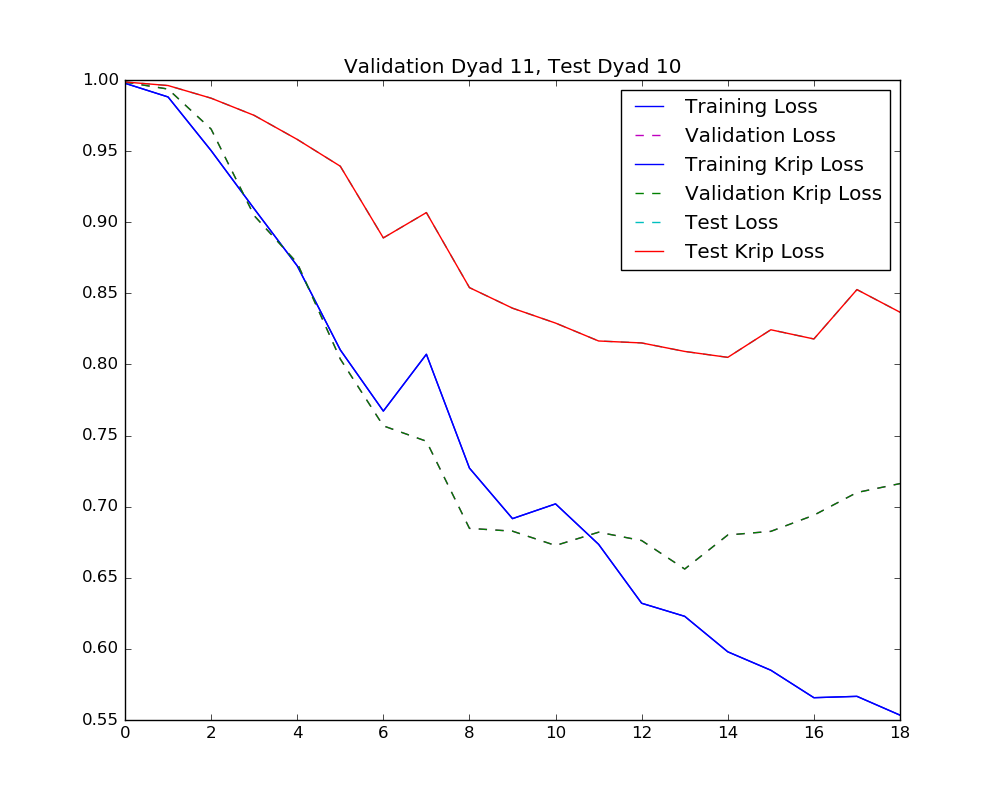 Validation Dyad 11, Test Dyad 10
1.00
0.95
0.90
0.85
0.80
0.75
0.70
0.65
0.60
0.55
0 2 4 6 8 10 12 14 16 18
Training Loss
Validation Loss
Training Krip Loss
Validation Krip Loss
Test Loss
Test Krip Loss